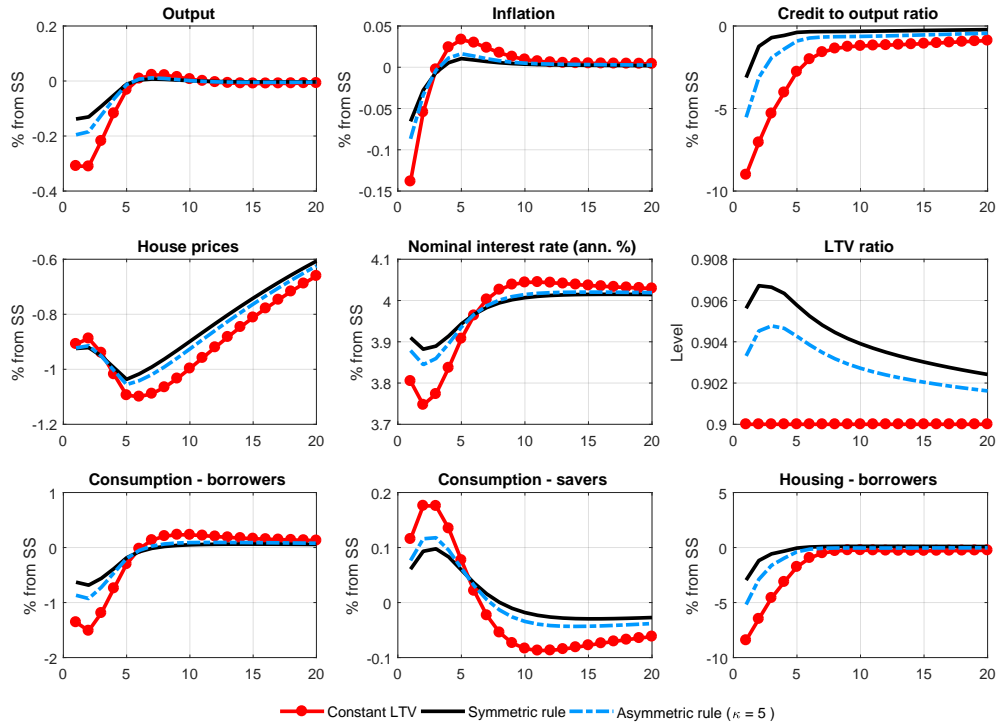 Output
% from SS
0.2
0
-0.2
-0.4
0 5 10 15 20
Inflation
% from SS
0.05
0
-0.05
-0.1
-0.15
0 5 10 15 20
Credit to output ratio
% from SS
0
-5
-10
0 5 10 15 20
House prices
% from SS
-0.6
-0.8
-1
-1.2
0 5 10 15 20
Nominal interest rate (ann. %)
% from SS
4.1
4
3.9
3.8
3.7
0 5 10 15 20
LTV ratio
Level
0.908
0.906
0.904
0.902
0.9
0 5 10 15 20
Consumption - borrowers
% from SS
1
0
-1
-2
0 5 10 15 20
Consumption - savers
% from SS
0.2
0.1
0
-0.1
0 5 10 15 20
Housing - borrowers
% from SS
5
0
-5
-10
0 5 10 15 20
Constant LTV Symmetric rule Asymmetric rule ( κ = 5 )